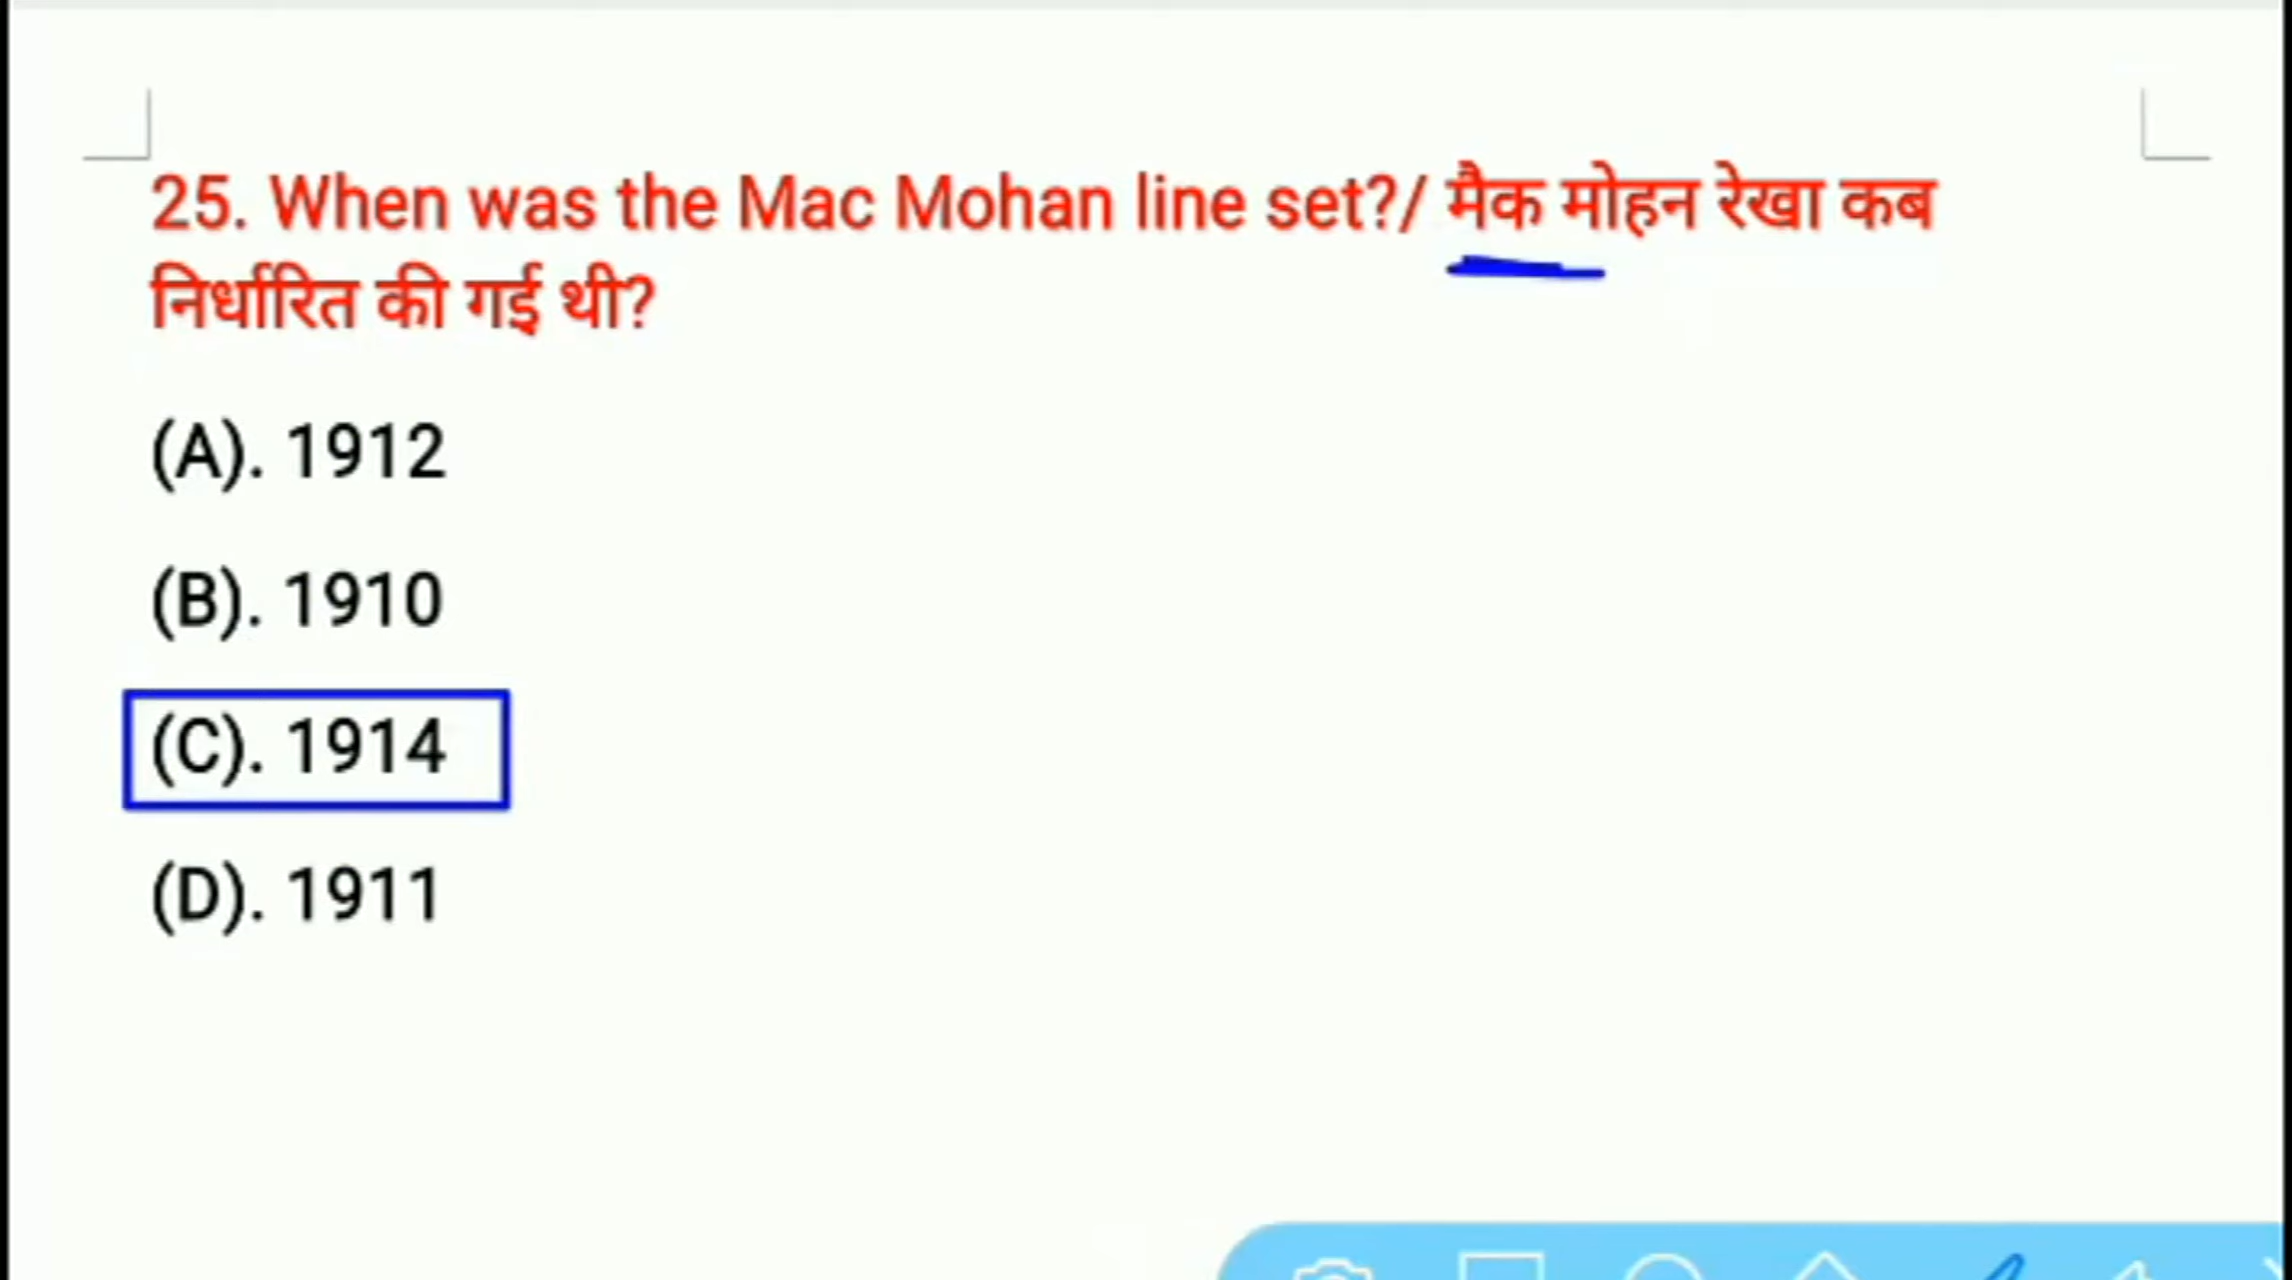 25. When was the Mac Mohan line set?/ मैक मोहन रेखा कब
निर्धारित की गई थी?
(A). 1912
(B). 1910
(C). 1914
(D). 1911